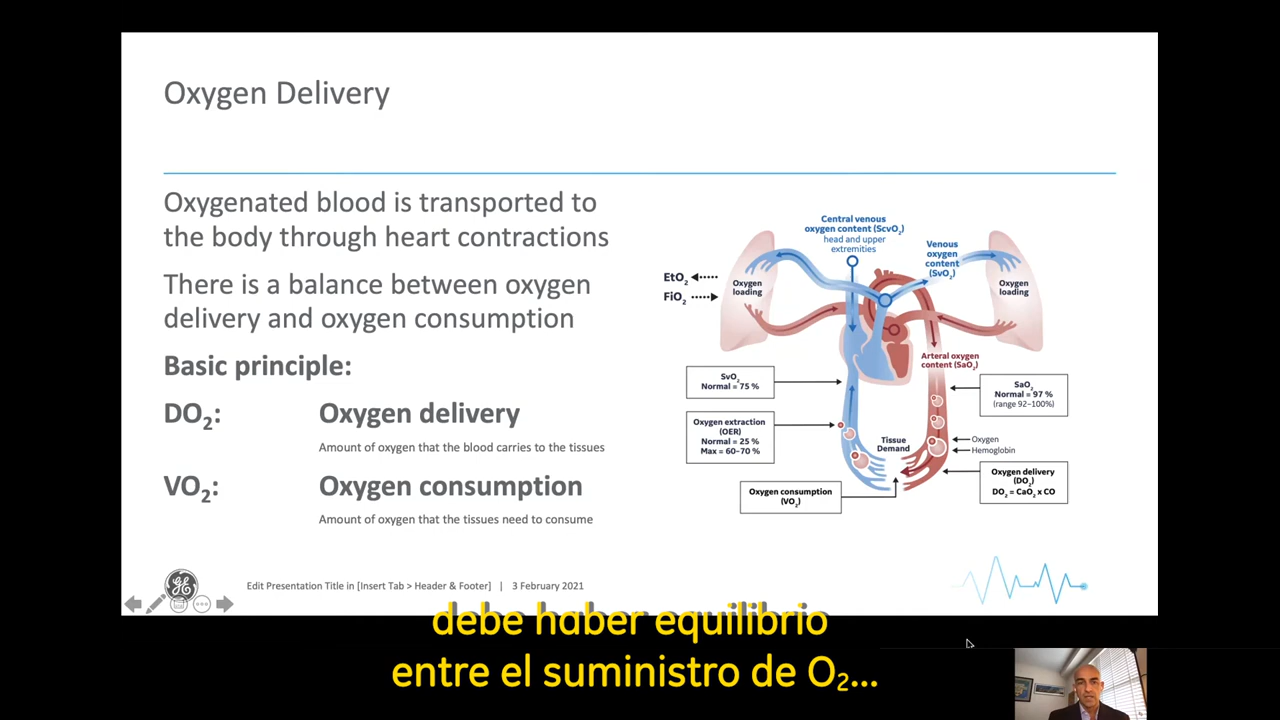 Oxygen Delivery
Oxygenated blood is transported to
the body through heart contractions
There is a balance between oxygen
delivery and oxygen consumption
Basic principle:
DO₂: Oxygen delivery
Amount of oxygen that the blood carries to the tissues
VO₂: Oxygen consumption
Amount of oxygen that the tissues need to consume
Central venous
oxygen content (ScvO₂)
head and upper
extremities
Venous
oxygen
content
(SvO₂)
EtO₂
FiO₂
Oxygen
loading
Oxygen
loading
Arteral oxygen
content (SaO₂)
SvO₂
Normal = 75 %
SaO₂
Normal = 97 %
(range 92–100%)
Oxygen extraction
(OER)
Normal = 25 %
Max = 60–70 %
Tissue
Demand
Oxygen
Hemoglobin
Oxygen consumption
(VO₂)
Oxygen delivery
(DO₂)
DO₂ = CaO₂ x CO
Edit Presentation Title in [Insert Tab > Header & Footer] | 3 February 2021
debe haber equilibrio
entre el suministro de O₂...